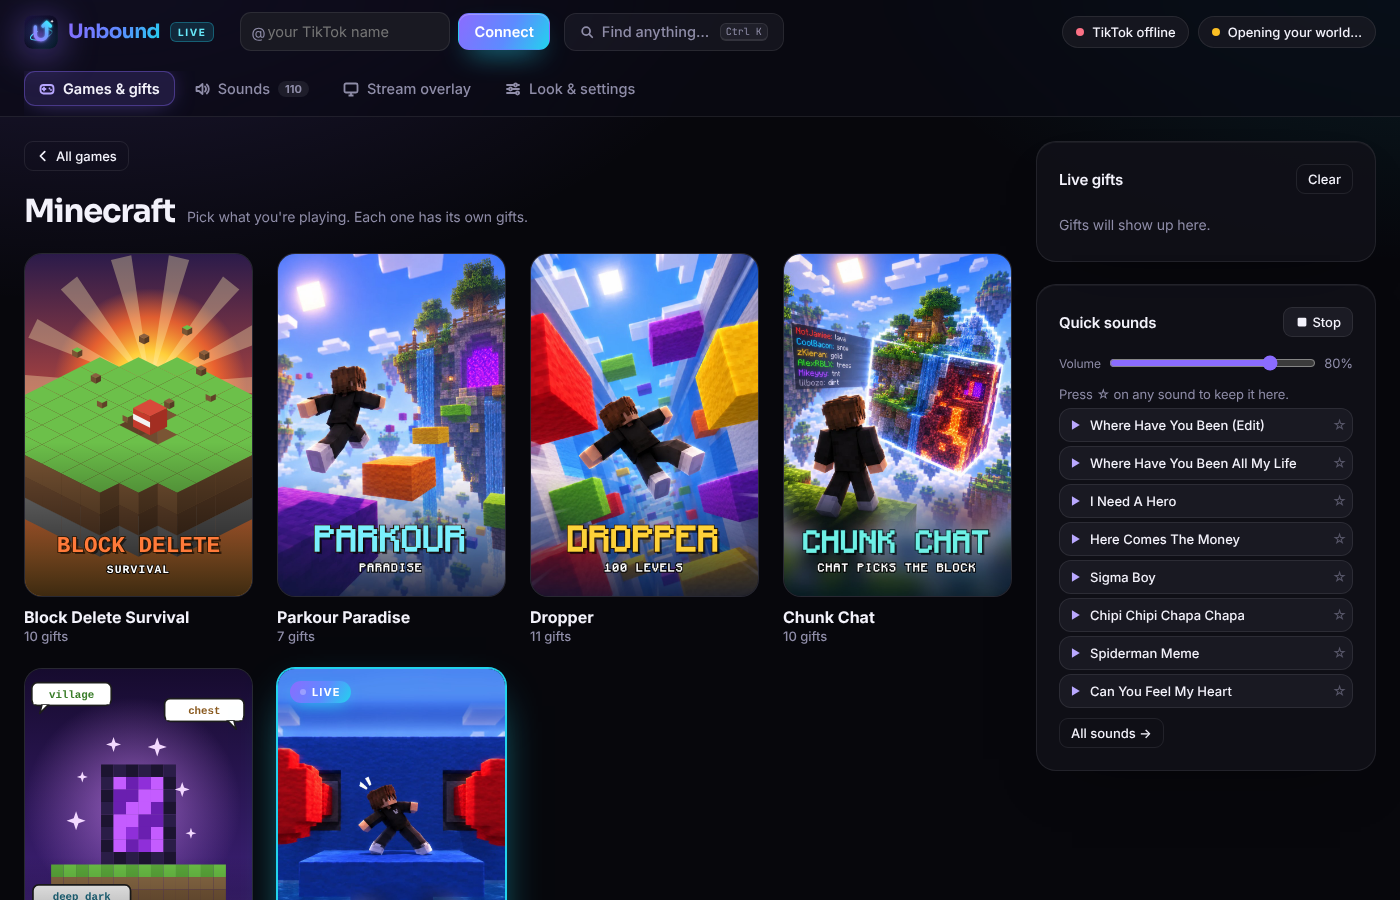 Unbound LIVE
@ your TikTok name
Connect
Find anything... Ctrl K
TikTok offline
Opening your world...
Games & gifts
Sounds 110
Stream overlay
Look & settings
All games
Minecraft
Pick what you're playing. Each one has its own gifts.
BLOCK DELETE
SURVIVAL
Block Delete Survival
10 gifts
PARKOUR
PARADISE
Parkour Paradise
7 gifts
DROPPER
100 LEVELS
Dropper
11 gifts
CoolBacon: snow
zKieran: gold
AlexRBLX: trees
CHUNK CHAT
CHAT PICKS THE BLOCK
Chunk Chat
10 gifts
village
chest
deep dark
LIVE
Live gifts
Clear
Gifts will show up here.
Quick sounds
Stop
Volume 80%
Press ☆ on any sound to keep it here.
Where Have You Been (Edit)
Where Have You Been All My Life
I Need A Hero
Here Comes The Money
Sigma Boy
Chipi Chipi Chapa Chapa
Spiderman Meme
Can You Feel My Heart
All sounds →